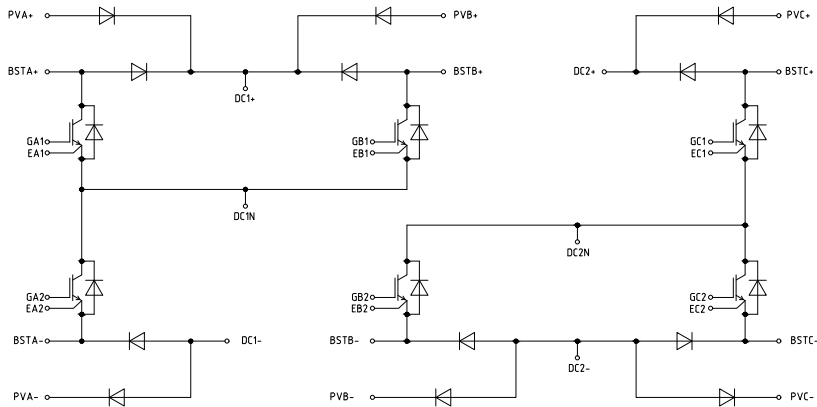 PVA+ PVB+ PVC+
BSTA+ BSTB+ DC2+ BSTC+
DC1+
GA1 GB1 GC1
EA1 EB1 EC1
DC1N
DC2N
GA2 GB2 GC2
EA2 EB2 EC2
BSTA- DC1- BSTB- BSTC-
DC2-
PVA- PVB- PVC-